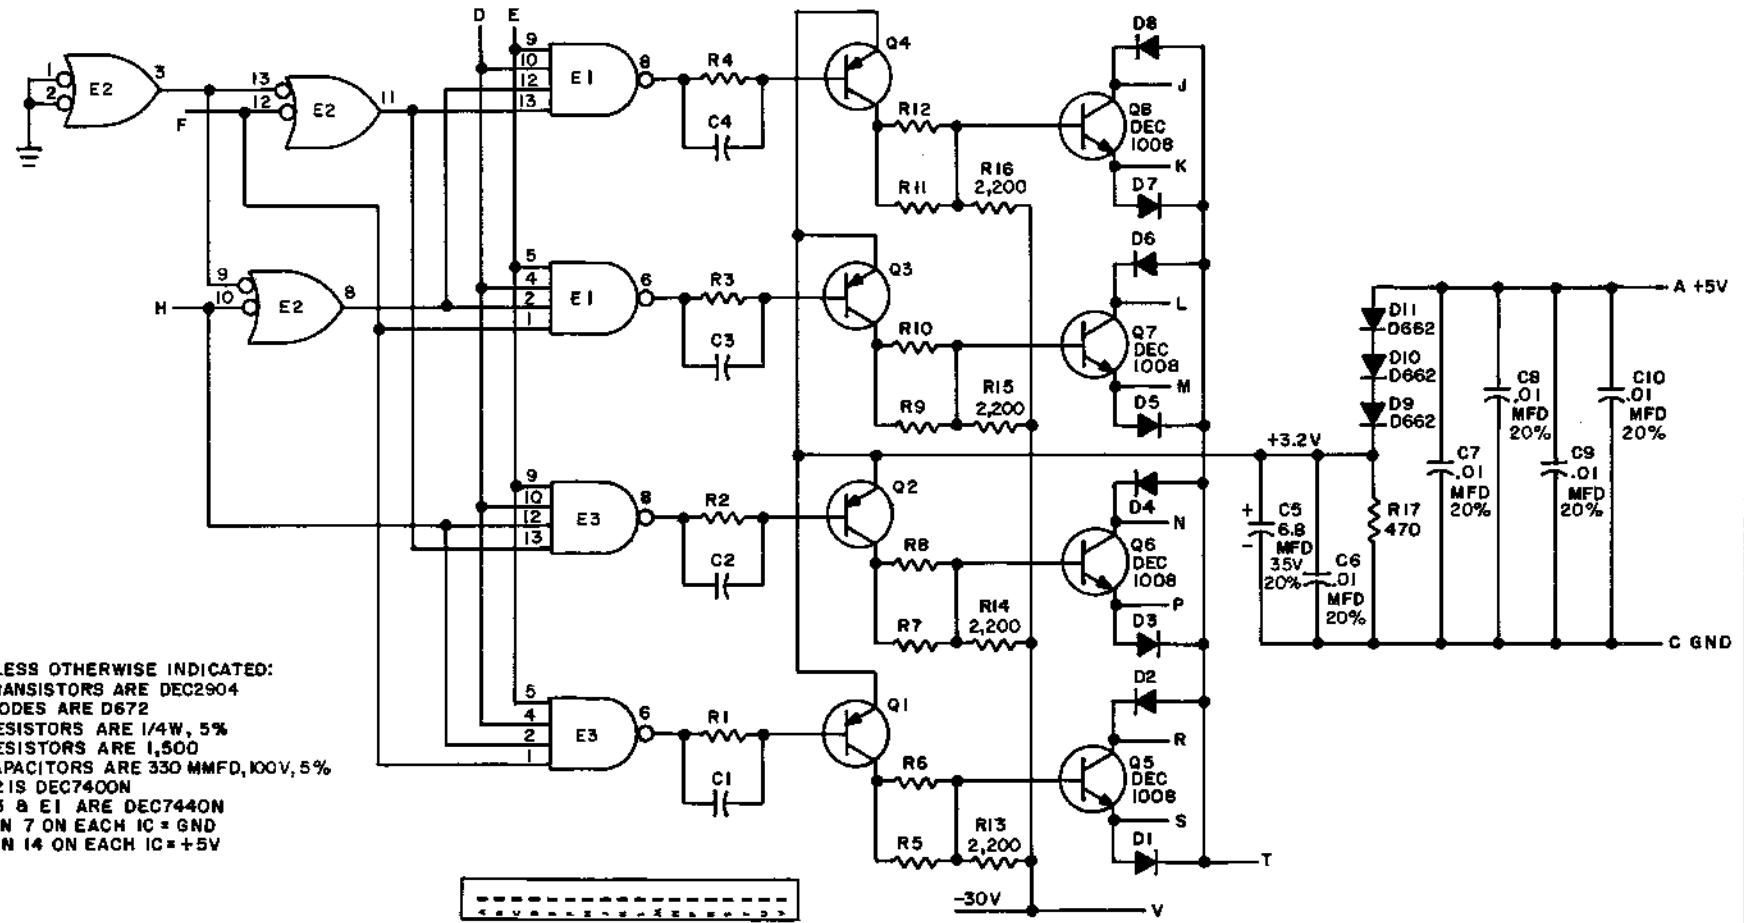 D E
D8
9
10
12
13
E1
8
R4
C4
Q4
J
1
2
E2
3
13
12
E2
11
F
R12
Q8
DEC
1008
K
R11
R16
2,200
D7
D6
5
4
2
1
E1
6
R3
C3
Q3
L
9
10
E2
8
H
R10
Q7
DEC
1008
M
R9
R15
2,200
D5
A +5V
D11
D662
D10
D662
D9
D662
C8
.01
MFD
20%
C10
.01
MFD
20%
+3.2V
C7
.01
MFD
20%
C9
.01
MFD
20%
9
10
12
13
E3
8
R2
C2
Q2
D4
N
R8
Q6
DEC
1008
P
R7
R14
2,200
D3
+
-
C5
6.8
MFD
35V
20%
C6
.01
MFD
20%
R17
470
C GND
5
4
2
1
E3
6
R1
C1
Q1
D2
R
R6
Q5
DEC
1008
S
R5
R13
2,200
D1
T
-30V
V
LESS OTHERWISE INDICATED:
RANSISTORS ARE DEC2904
ODES ARE D672
ESISTORS ARE 1/4W, 5%
ESISTORS ARE 1,500
APACITORS ARE 330 MMFD, 100V, 5%
2 IS DEC7400N
3 & E1 ARE DEC7440N
IN 7 ON EACH IC = GND
IN 14 ON EACH IC = +5V